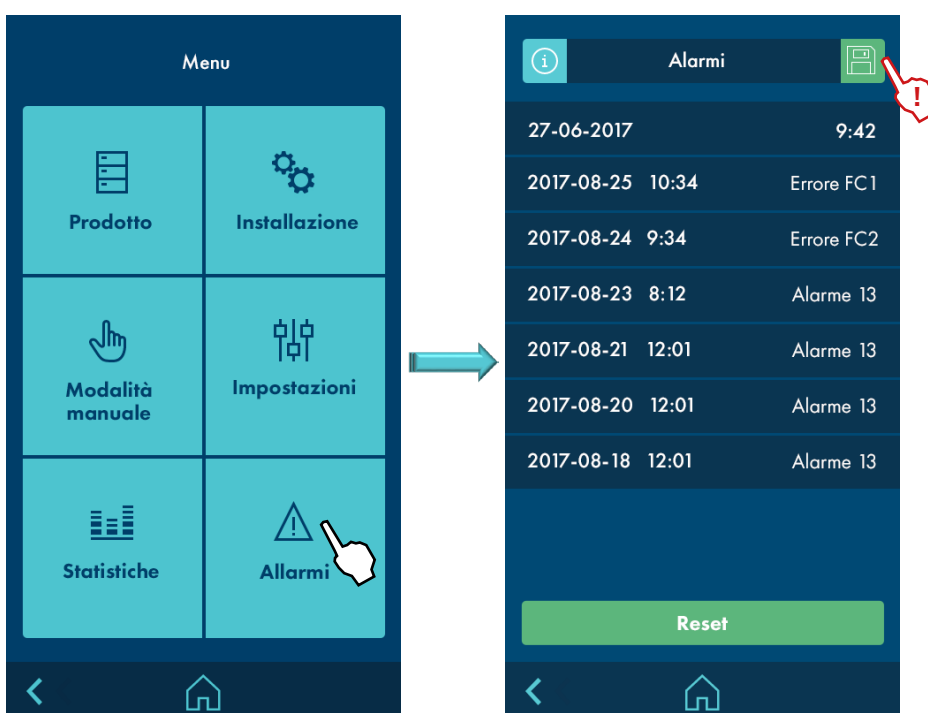 Menu
Prodotto
Installazione
Modalità
manuale
Impostazioni
Statistiche
Allarmi
Alarmi
!
27-06-2017 9:42
2017-08-25 10:34 Errore FC1
2017-08-24 9:34 Errore FC2
2017-08-23 8:12 Alarme 13
2017-08-21 12:01 Alarme 13
2017-08-20 12:01 Alarme 13
2017-08-18 12:01 Alarme 13
Reset